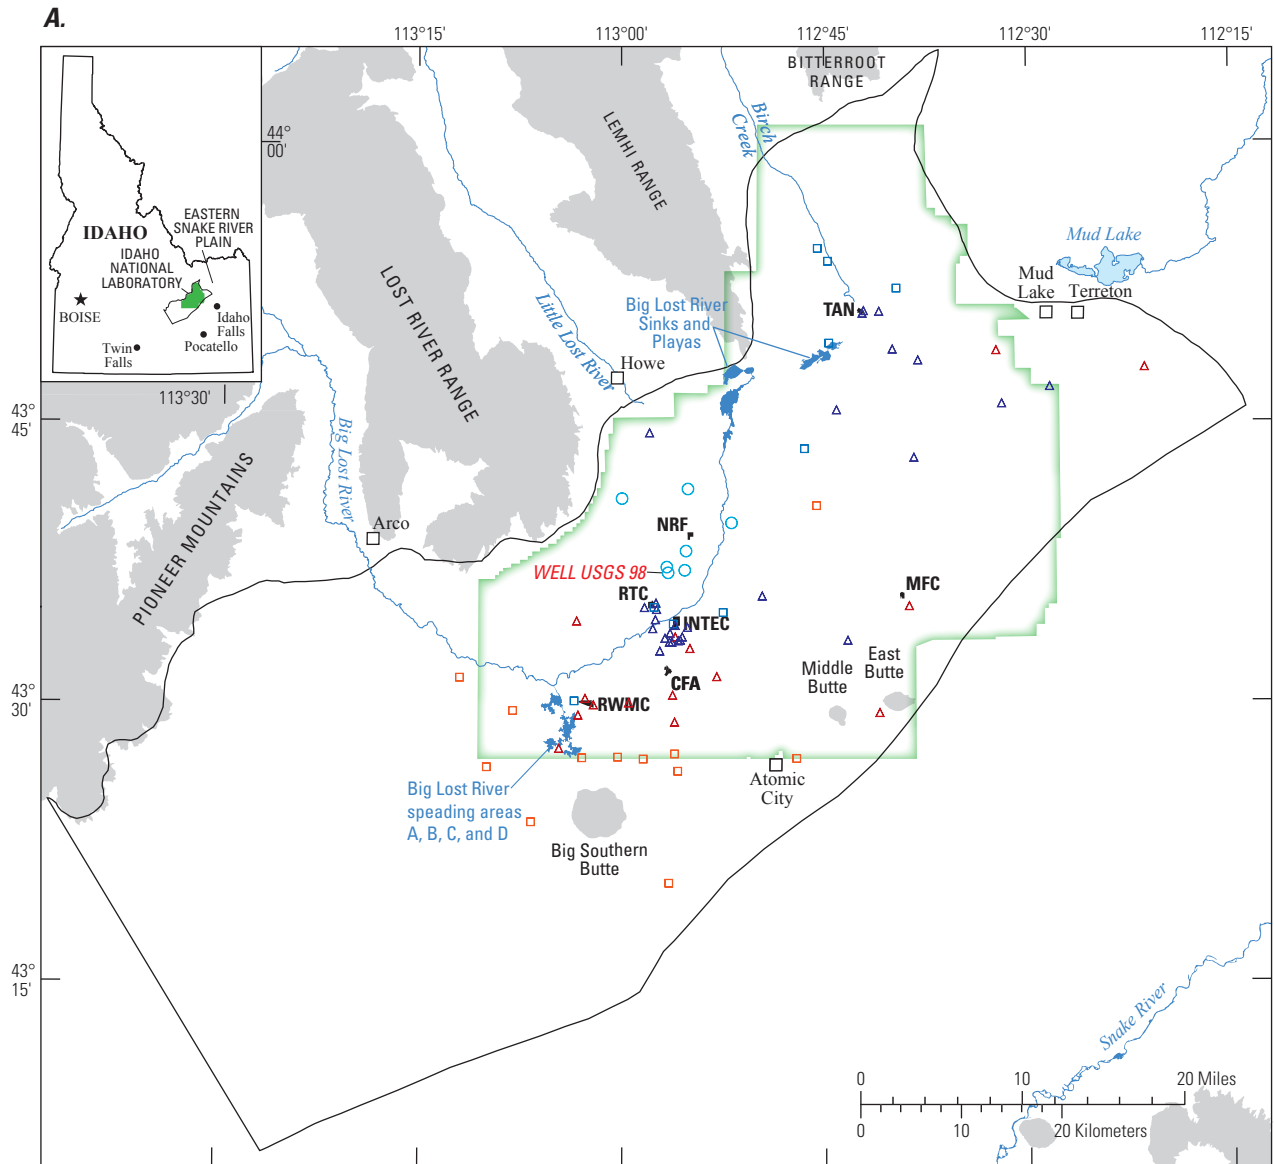 A.
113°15'
113°00'
112°45'
112°30'
112°15'
BITTERROOT
RANGE
Birch
Creek
44°
00'
LEMHI RANGE
EASTERN
SNAKE RIVER
PLAIN
IDAHO
IDAHO
NATIONAL
LABORATORY
BOISE
Idaho
Falls
Pocatello
Twin
Falls
113°30'
LOST RIVER RANGE
Little Lost River
Big Lost River
Sinks and
Playas
TAN
Mud Lake
Mud
Lake
Terreton
Howe
43°
45'
Big Lost River
PIONEER MOUNTAINS
Arco
NRF
WELL USGS 98
RTC
INTEC
MFC
CFA
Middle
Butte
East
Butte
43°
30'
RWMC
Big Lost River
speading areas
A, B, C, and D
Atomic
City
Big Southern
Butte
43°
15'
Snake River
0
10
20 Miles
0
10
20 Kilometers